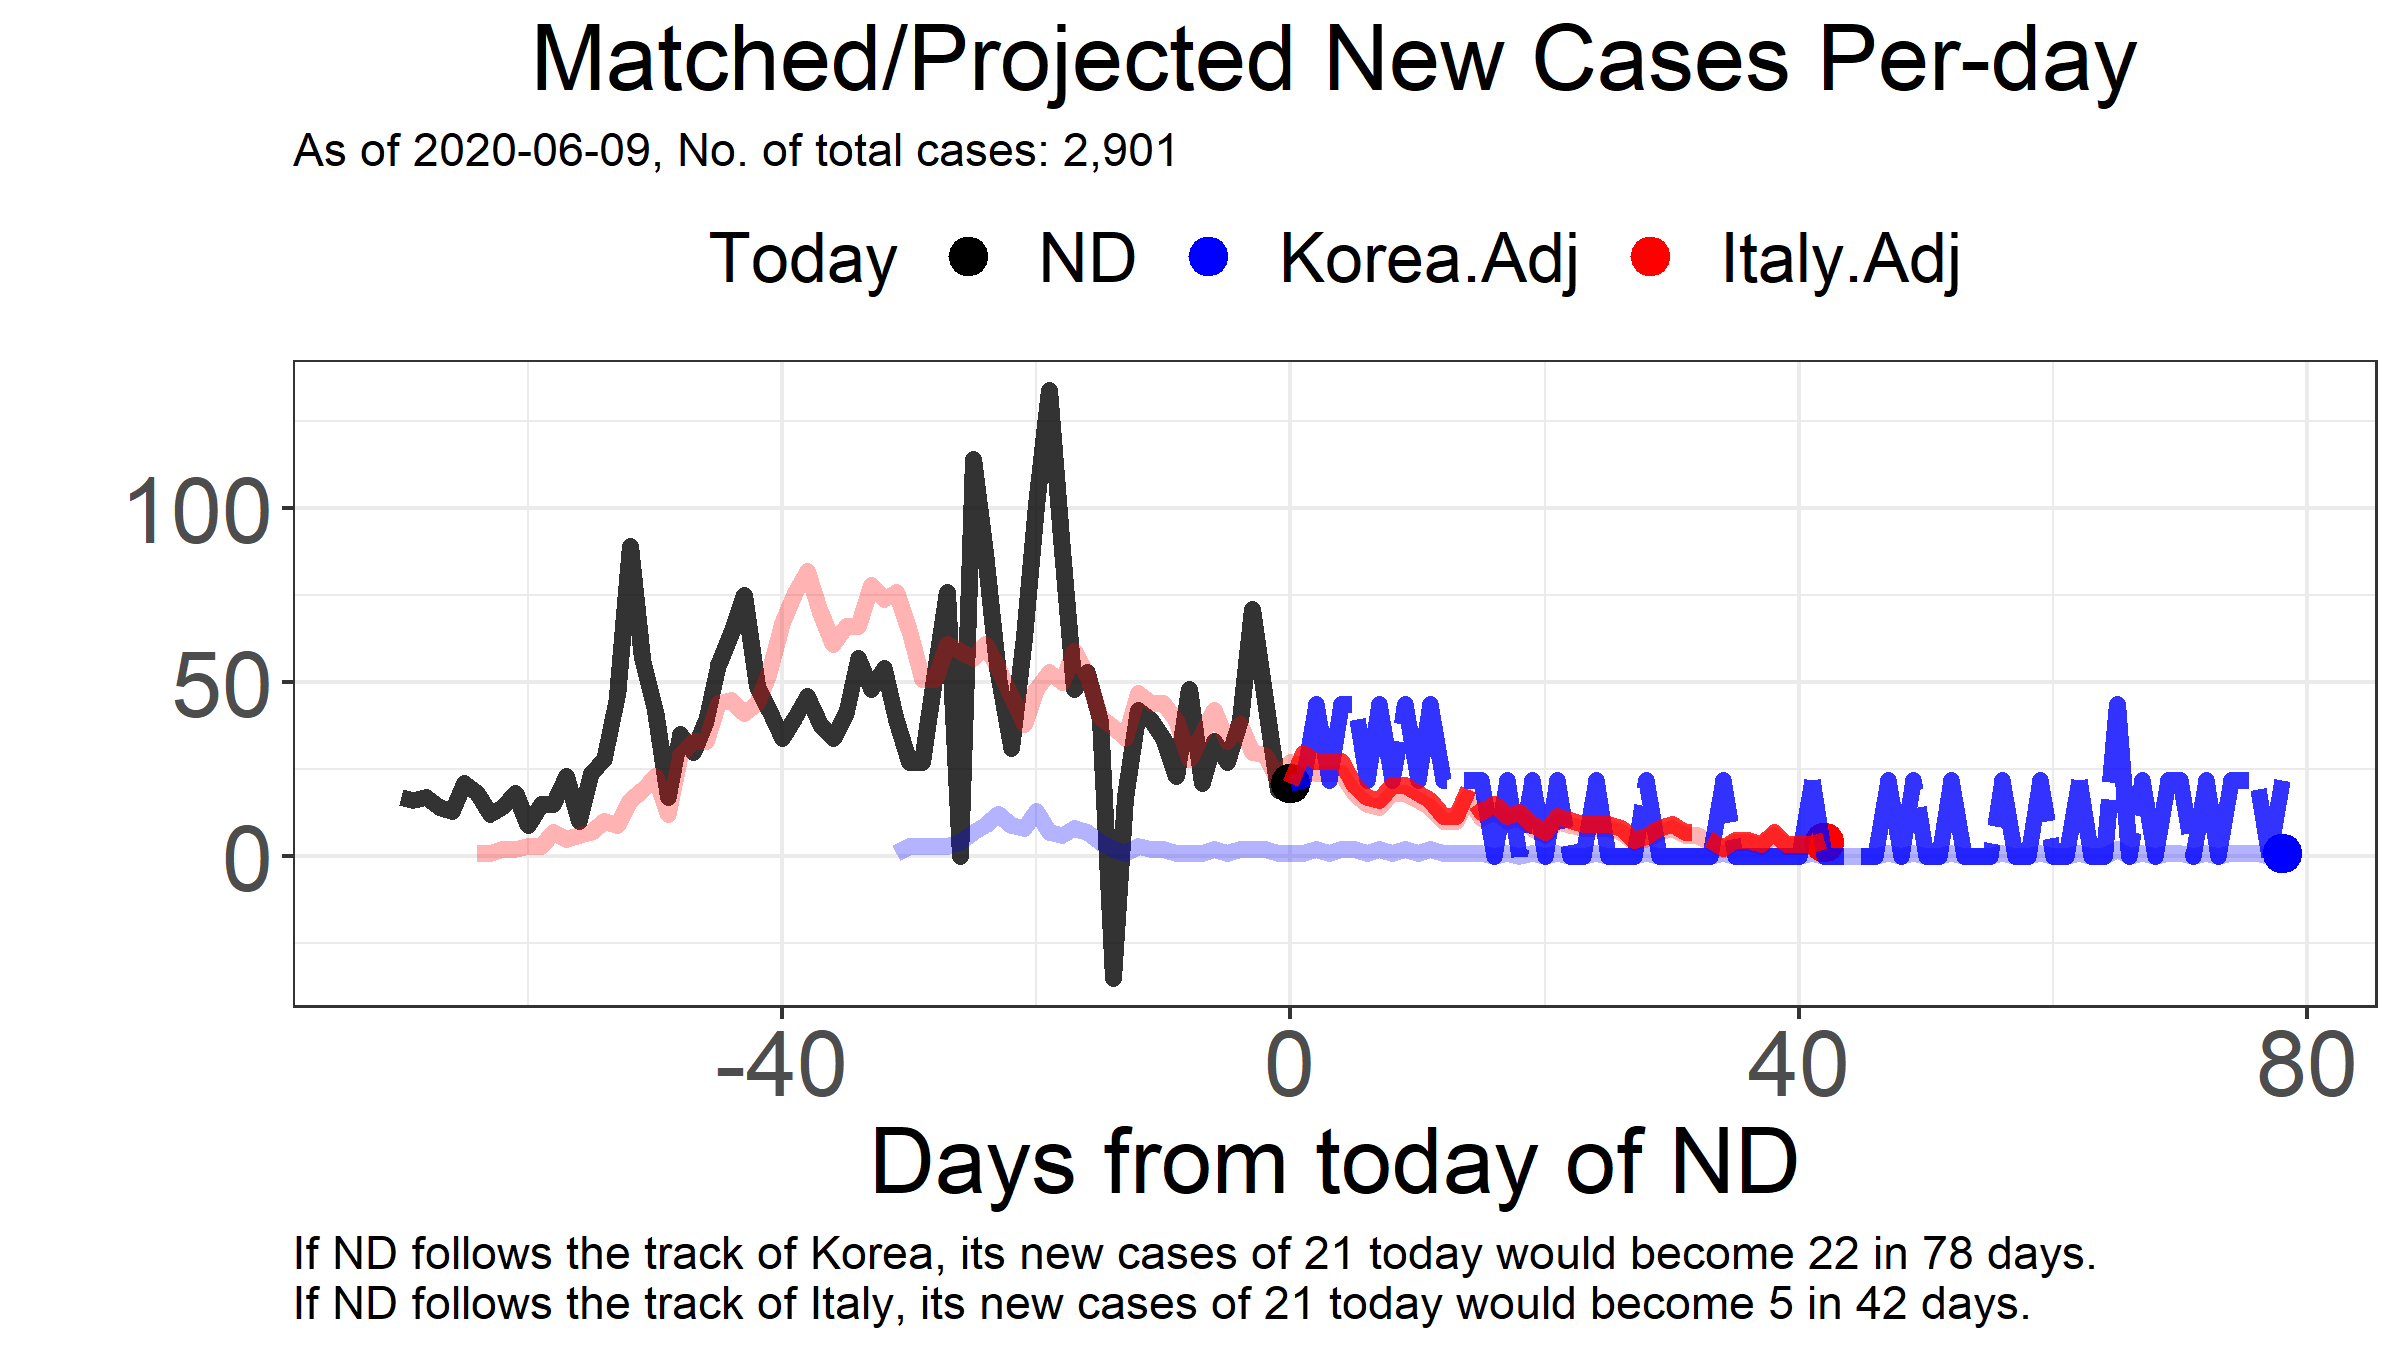 Matched/Projected New Cases Per-day
As of 2020-06-09, No. of total cases: 2,901
Today ND Korea.Adj Italy.Adj
100
50
0
-40 0 40 80
Days from today of ND
If ND follows the track of Korea, its new cases of 21 today would become 22 in 78 days.
If ND follows the track of Italy, its new cases of 21 today would become 5 in 42 days.